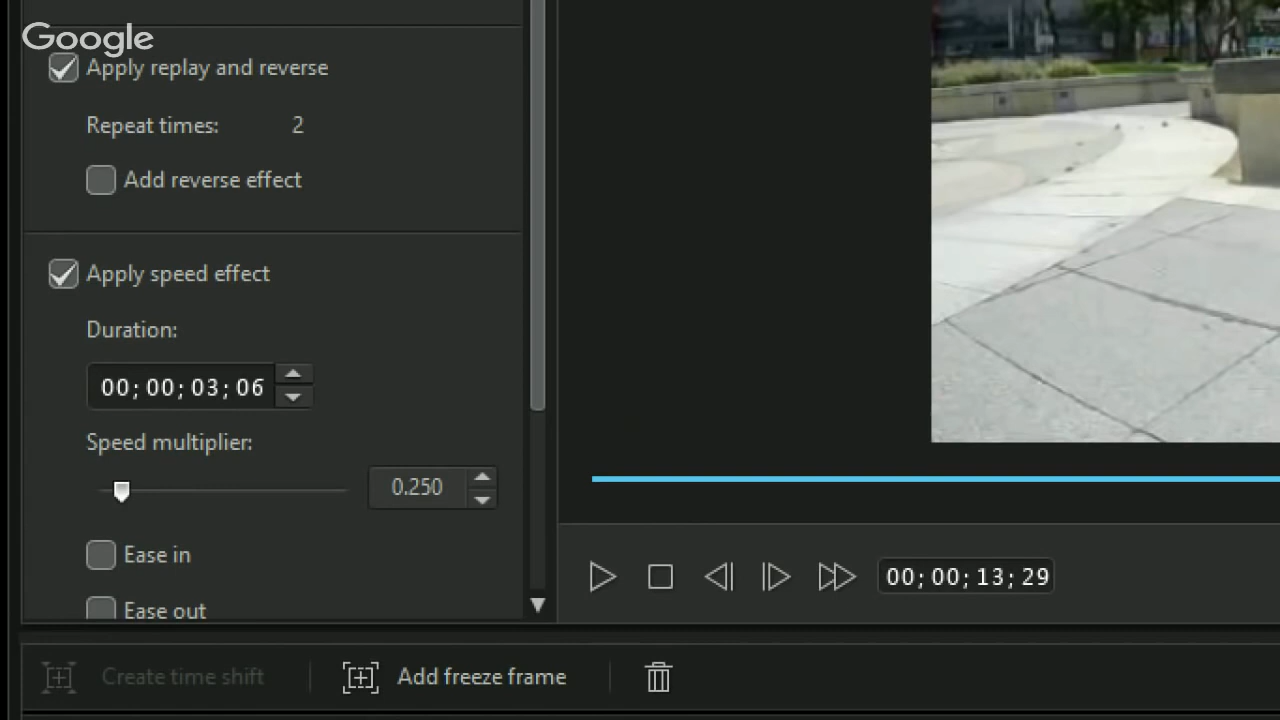 Google
Apply replay and reverse
Repeat times: 2
Add reverse effect
Apply speed effect
Duration:
00; 00; 03; 06
Speed multiplier:
0.250
Ease in
Ease out
00; 00; 13; 29
Create time shift
Add freeze frame